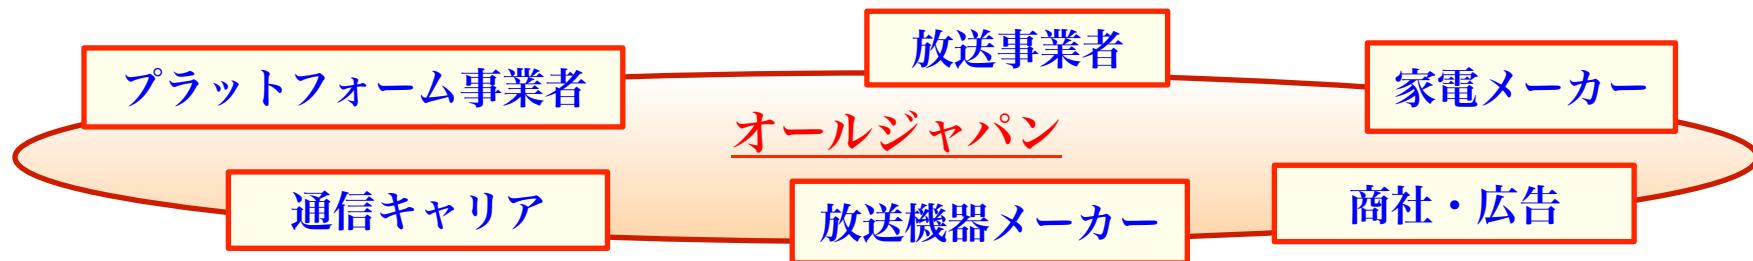 放送事業者
プラットフォーム事業者
家電メーカー
オールジャパン
通信キャリア
放送機器メーカー
商社・広告